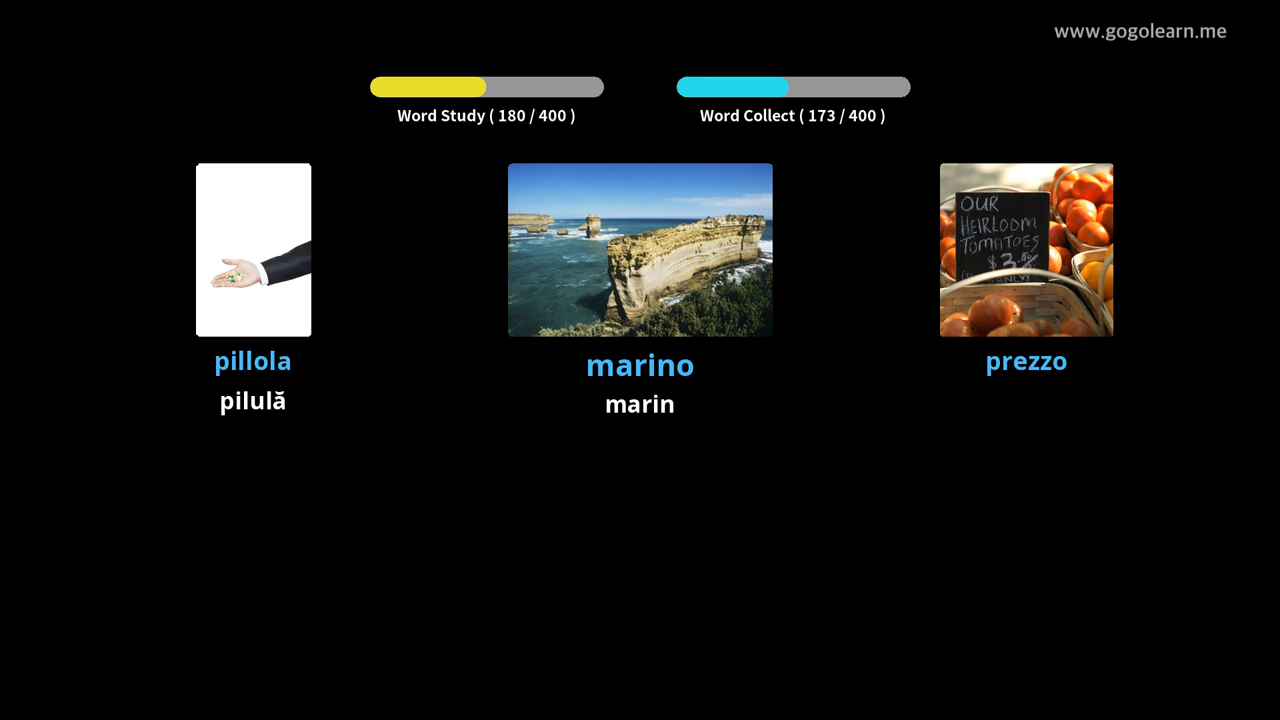 www.gogolearn.me
Word Study ( 180 / 400 )
Word Collect ( 173 / 400 )
OUR
HEIRLOOM
TOMATOES
$3.
pillola
marino
prezzo
pilulă
marin